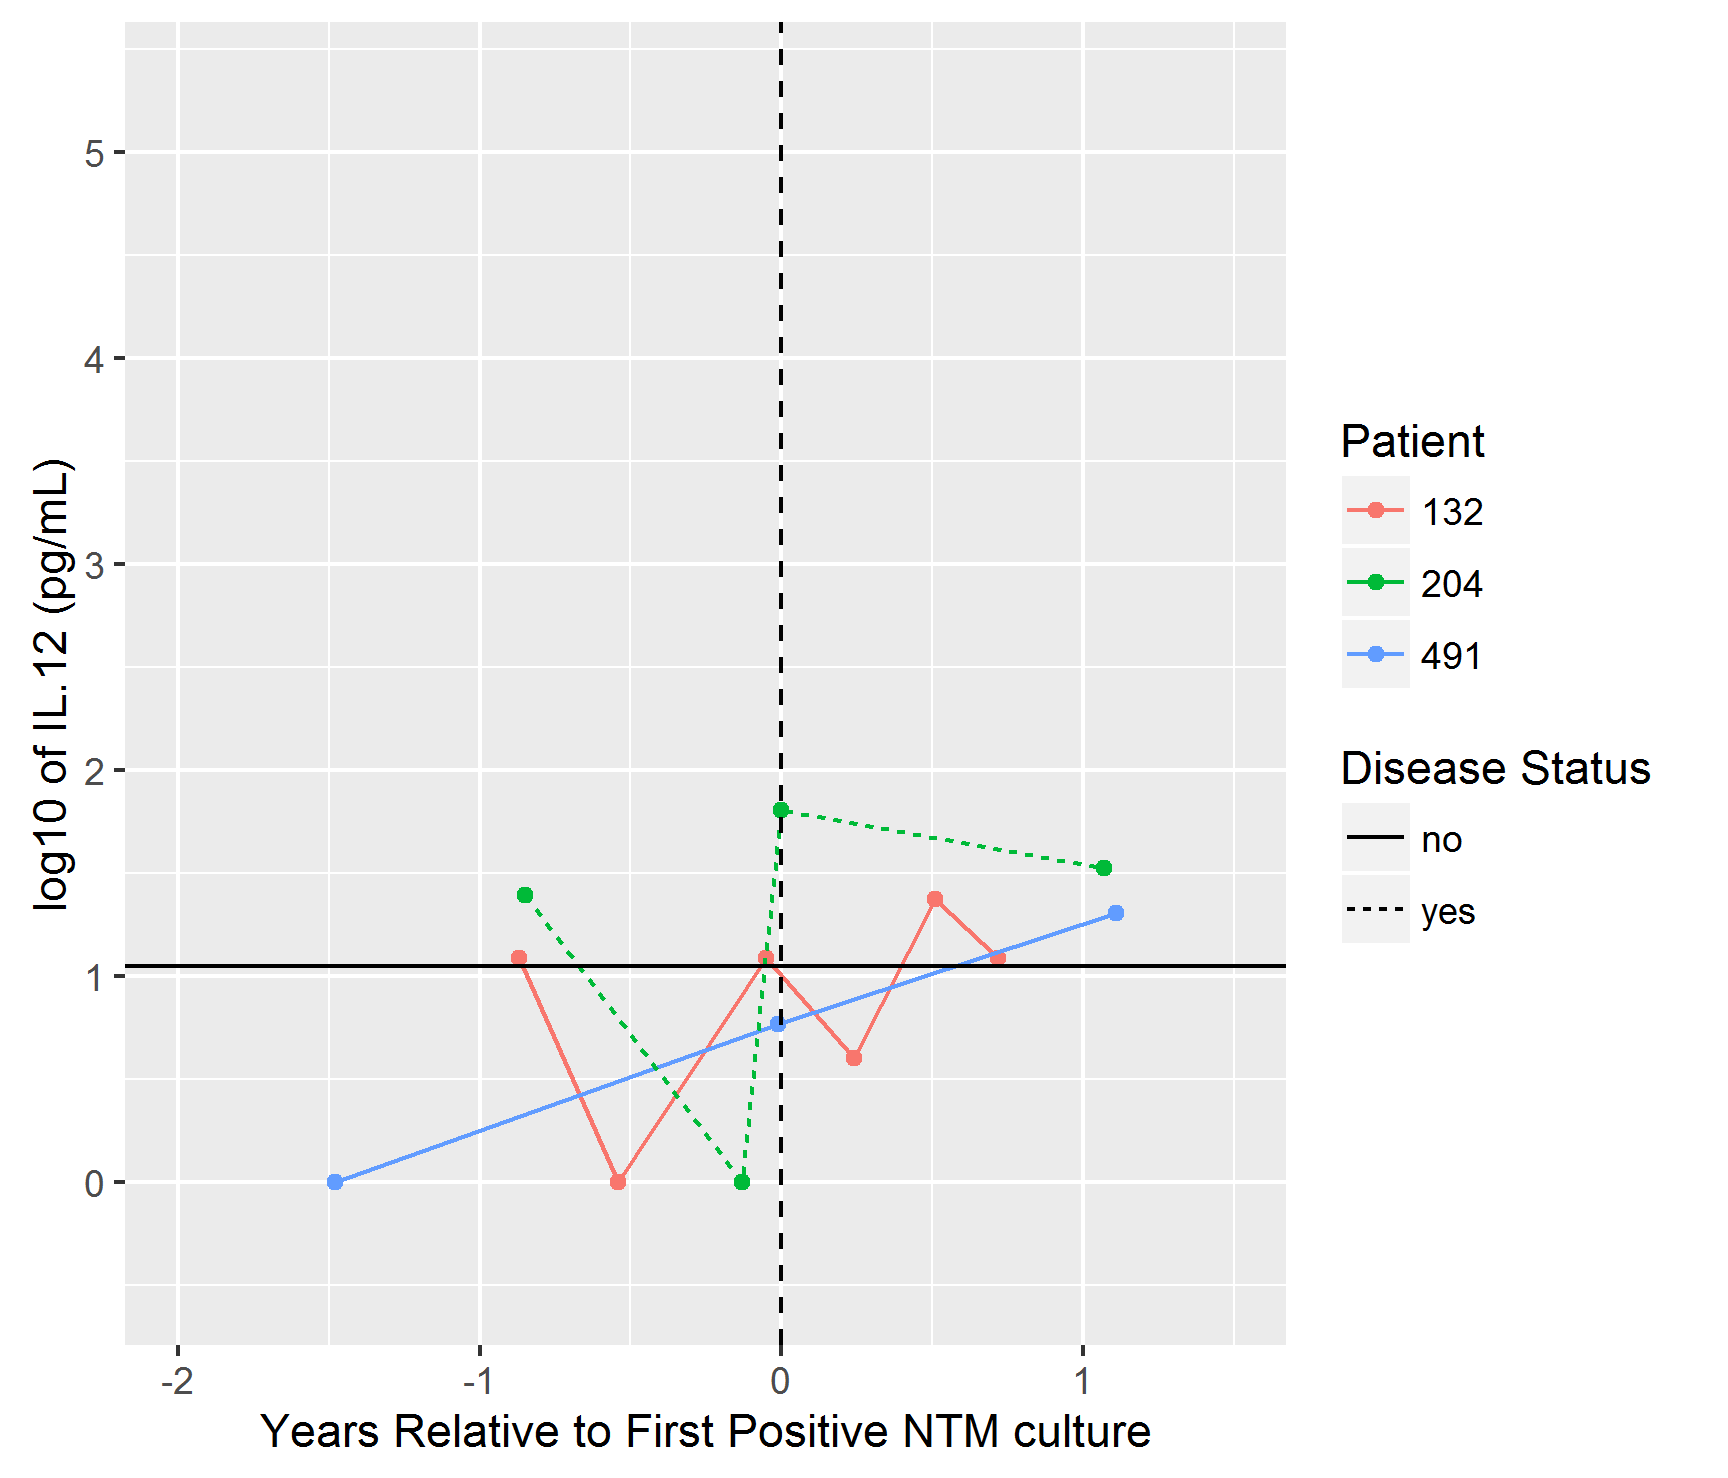 log10 of IL.12 (pg/mL)
5
4
3
2
1
0
-2
-1
0
1
Years Relative to First Positive NTM culture
Patient
132
204
491
Disease Status
no
yes